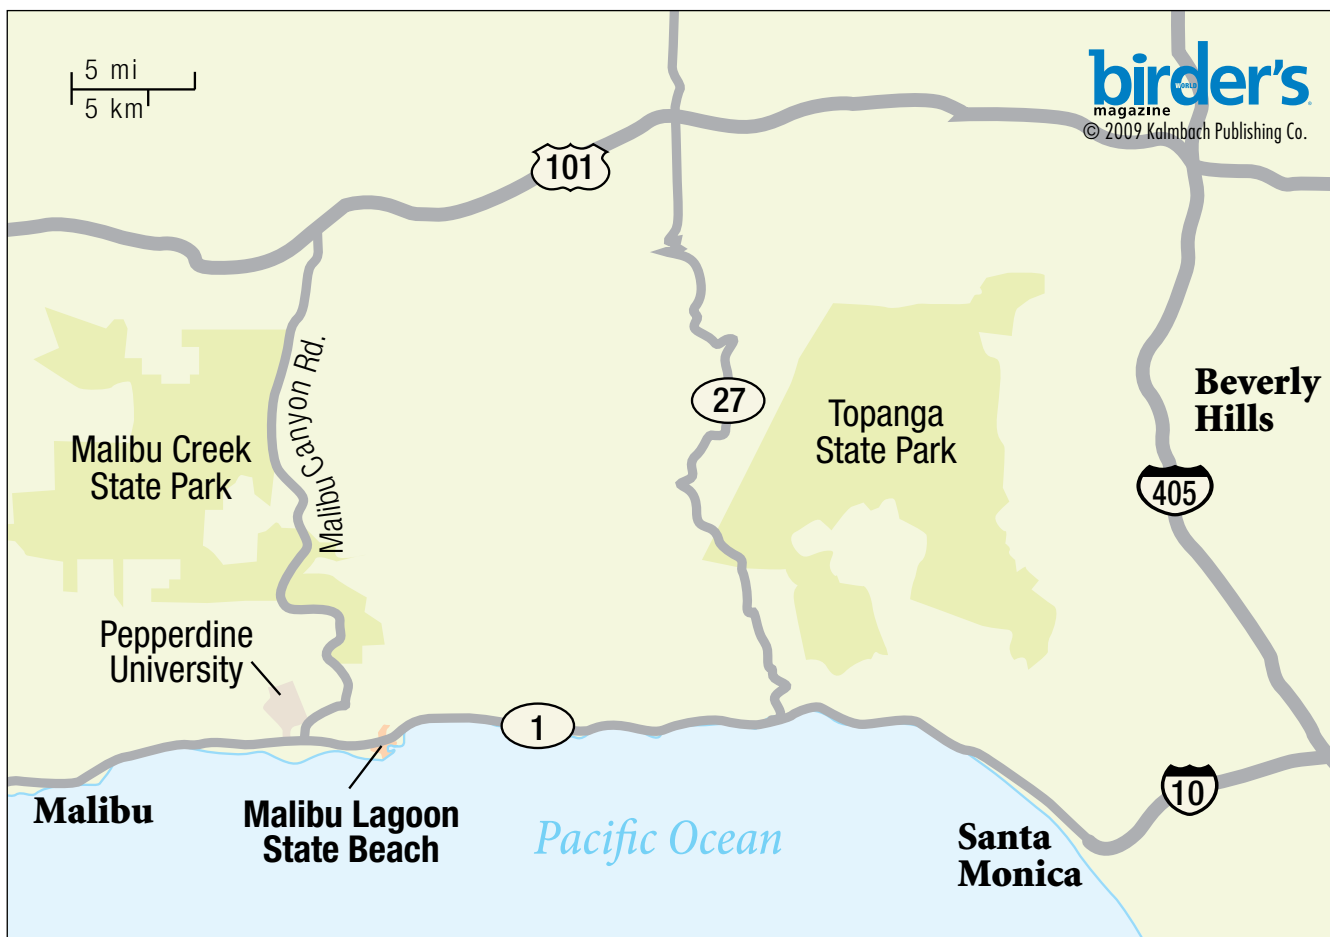 5 mi
5 km
birder's
WORLD
magazine
© 2009 Kalmbach Publishing Co.
101
Malibu Canyon Rd.
27
Beverly
Hills
Topanga
State Park
Malibu Creek
State Park
405
Pepperdine
University
1
10
Malibu
Malibu Lagoon
State Beach
Pacific Ocean
Santa
Monica